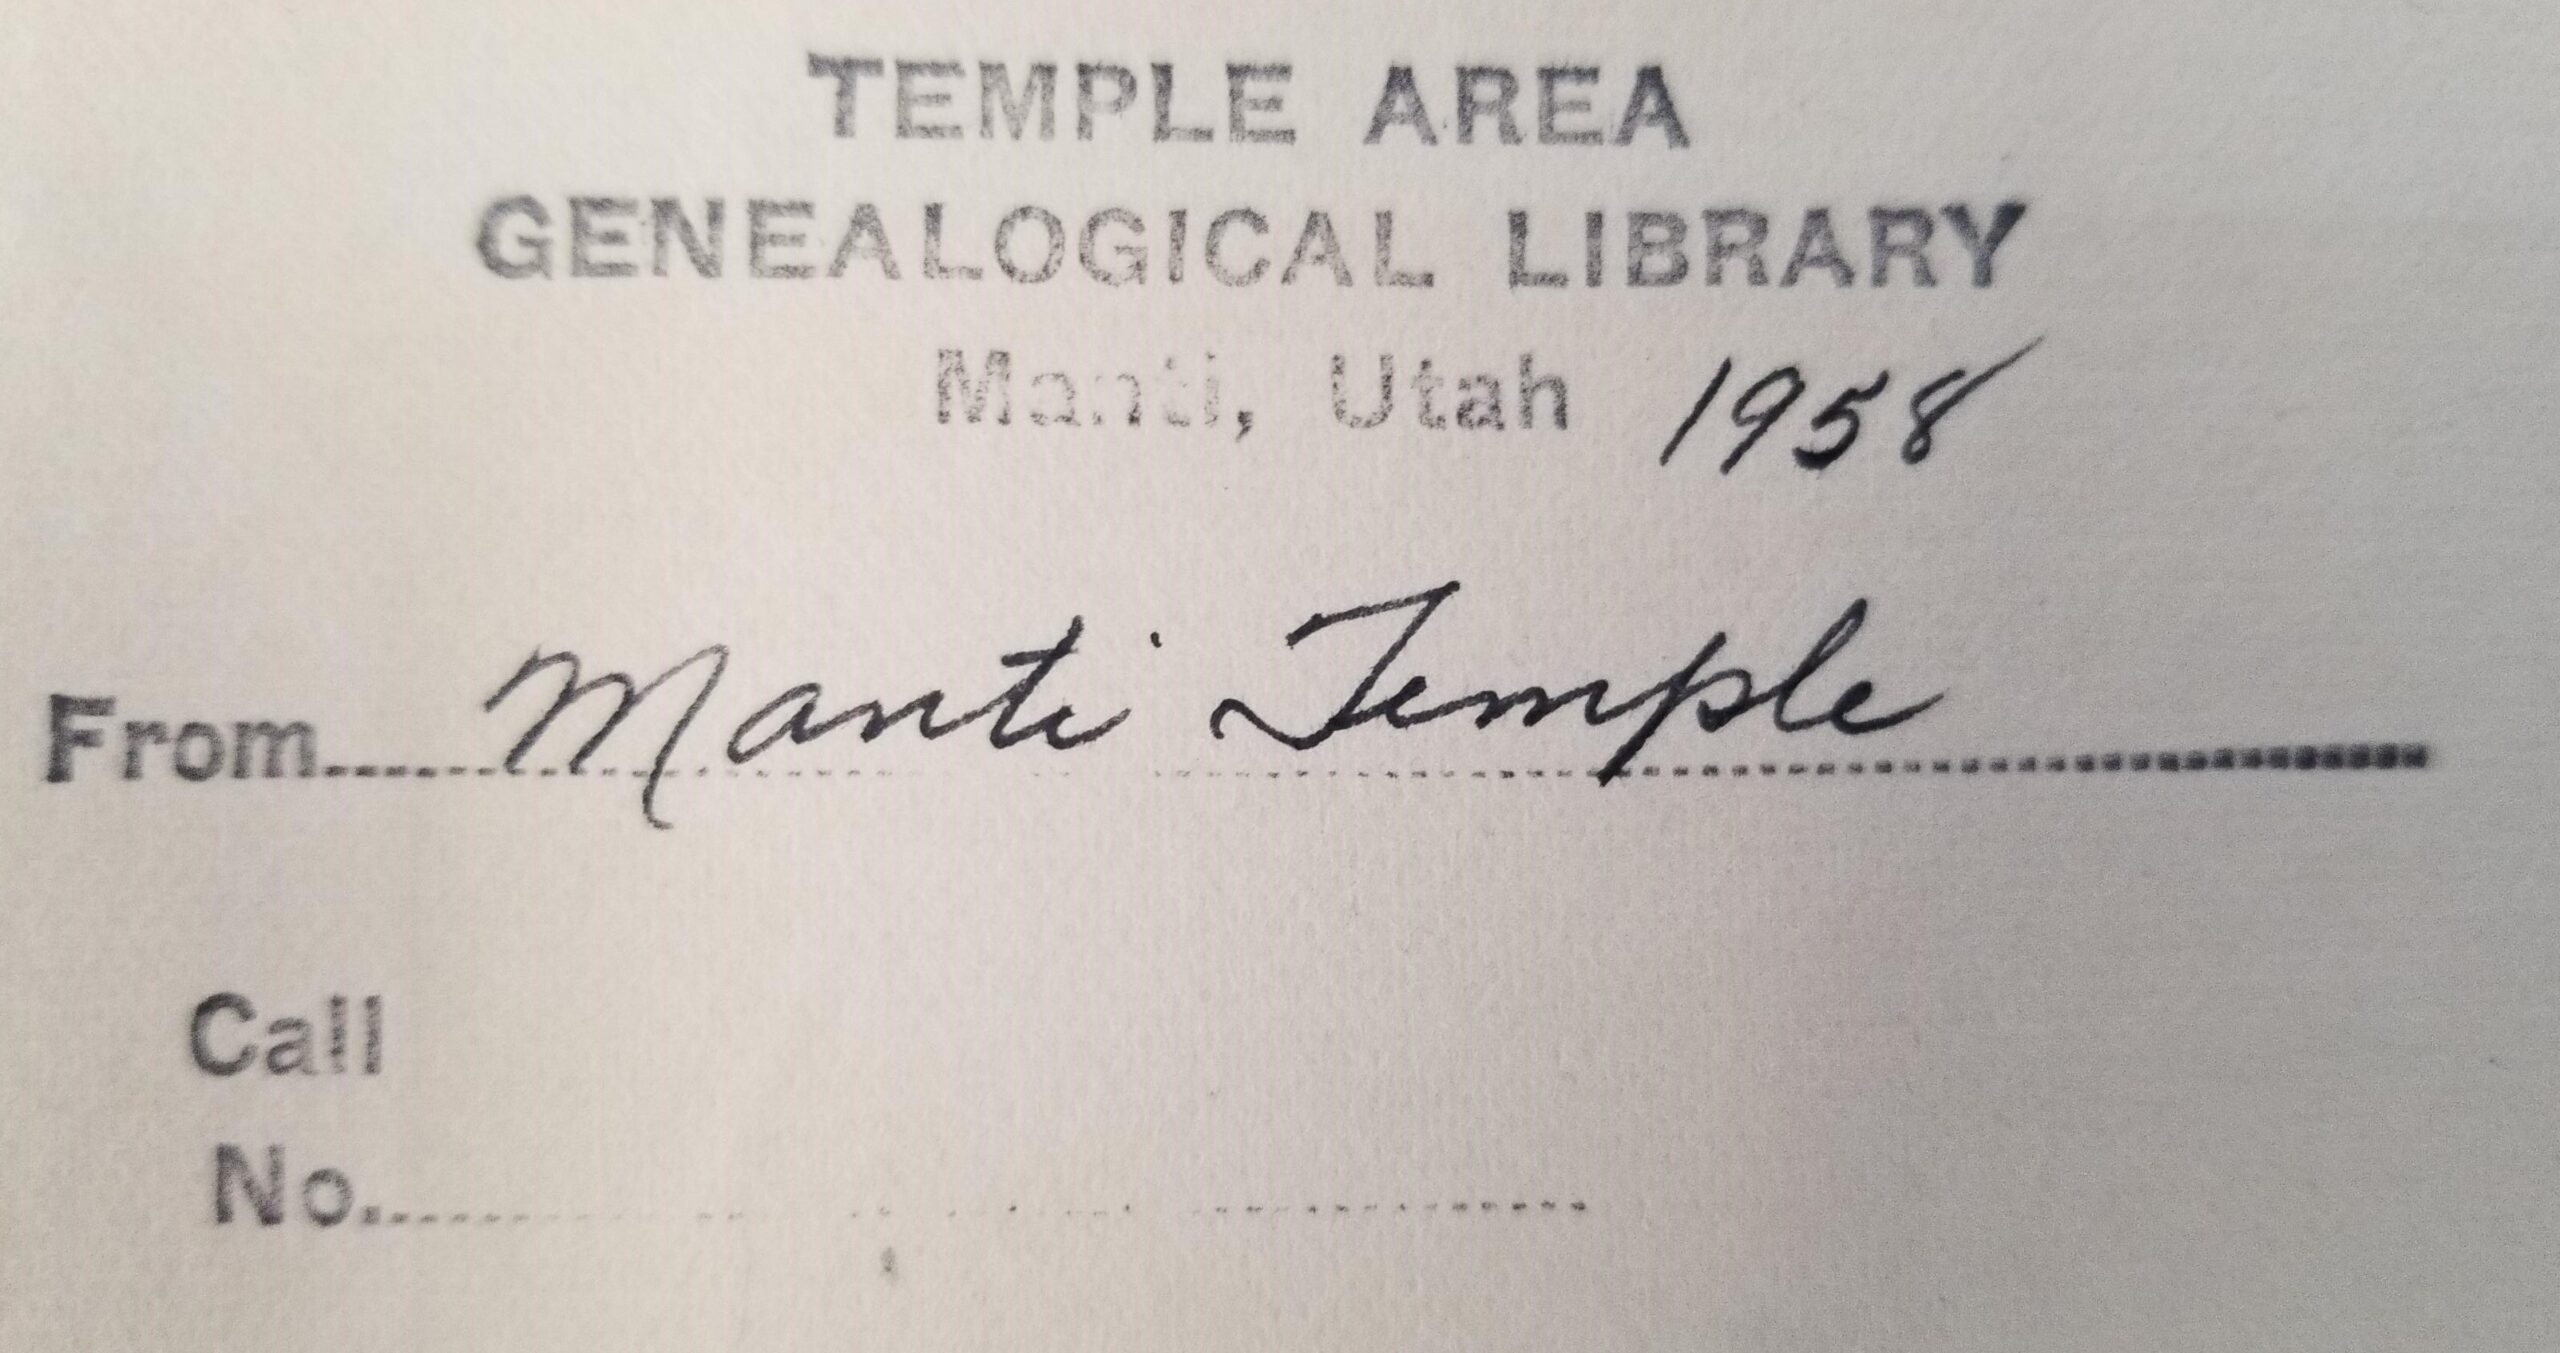 TEMPLE AREA
GENEALOGICAL LIBRARY
Manti, Utah 1958
From Manti Temple
Call
No.